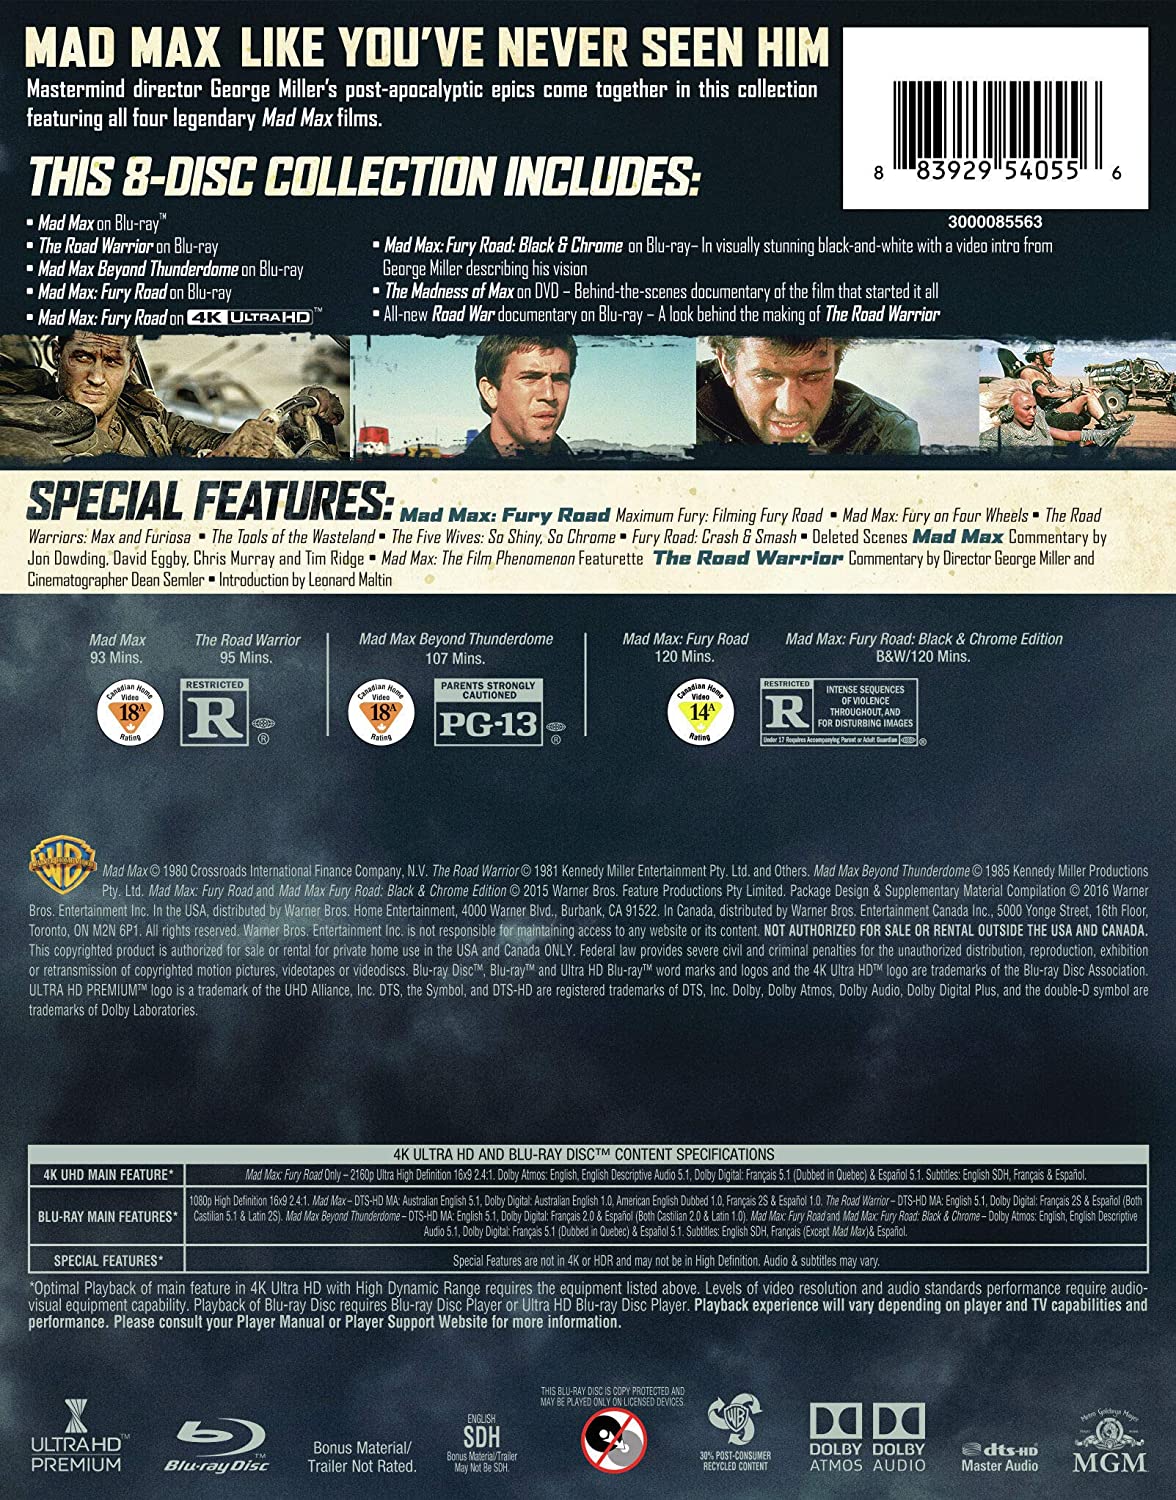 MAD MAX LIKE YOU'VE NEVER SEEN HIM
Mastermind director George Miller's post-apocalyptic epics come together in this collection
featuring all four legendary Mad Max films.
8 83929 54055 6
3000085563
THIS 8-DISC COLLECTION INCLUDES:
• Mad Max on Blu-ray™
• The Road Warrior on Blu-ray
• Mad Max Beyond Thunderdome on Blu-ray
• Mad Max: Fury Road on Blu-ray
• Mad Max: Fury Road on 4K ULTRA HD™
• Mad Max: Fury Road: Black & Chrome on Blu-ray– In visually stunning black-and-white with a video intro from
George Miller describing his vision
• The Madness of Max on DVD – Behind-the-scenes documentary of the film that started it all
• All-new Road War documentary on Blu-ray – A look behind the making of The Road Warrior
SPECIAL FEATURES: Mad Max: Fury Road Maximum Fury: Filming Fury Road • Mad Max: Fury on Four Wheels • The Road
Warriors: Max and Furiosa • The Tools of the Wasteland • The Five Wives: So Shiny, So Chrome • Fury Road: Crash & Smash • Deleted Scenes Mad Max Commentary by
Jon Dowding, David Eggby, Chris Murray and Tim Ridge • Mad Max: The Film Phenomenon Featurette The Road Warrior Commentary by Director George Miller and
Cinematographer Dean Semler • Introduction by Leonard Maltin
Mad Max
93 Mins.
The Road Warrior
95 Mins.
Canadian Home
Video
18A
Rating
RESTRICTED
R
®
Mad Max Beyond Thunderdome
107 Mins.
Canadian Home
Video
18A
Rating
PARENTS STRONGLY
CAUTIONED
PG-13
®
Mad Max: Fury Road
120 Mins.
Mad Max: Fury Road: Black & Chrome Edition
B&W/120 Mins.
Canadian Home
Video
14A
Rating
RESTRICTED
R
INTENSE SEQUENCES
OF VIOLENCE
THROUGHOUT, AND
FOR DISTURBING IMAGES
Under 17 Requires Accompanying Parent or Adult Guardian
®
WB
Mad Max © 1980 Crossroads International Finance Company, N.V. The Road Warrior © 1981 Kennedy Miller Entertainment Pty. Ltd. and Others. Mad Max Beyond Thunderdome © 1985 Kennedy Miller Productions
Pty. Ltd. Mad Max: Fury Road and Mad Max Fury Road: Black & Chrome Edition © 2015 Warner Bros. Feature Productions Pty Limited. Package Design & Supplementary Material Compilation © 2016 Warner
Bros. Entertainment Inc. In the USA, distributed by Warner Bros. Home Entertainment, 4000 Warner Blvd., Burbank, CA 91522. In Canada, distributed by Warner Bros. Entertainment Canada Inc., 5000 Yonge Street, 16th Floor,
Toronto, ON M2N 6P1. All rights reserved. Warner Bros. Entertainment Inc. is not responsible for maintaining access to any website or its content. NOT AUTHORIZED FOR SALE OR RENTAL OUTSIDE THE USA AND CANADA.
This copyrighted product is authorized for sale or rental for private home use in the USA and Canada ONLY. Federal law provides severe civil and criminal penalties for the unauthorized distribution, reproduction, exhibition
or retransmission of copyrighted motion pictures, videotapes or videodiscs. Blu-ray Disc™, Blu-ray™ and Ultra HD Blu-ray™ word marks and logos and the 4K Ultra HD™ logo are trademarks of the Blu-ray Disc Association.
ULTRA HD PREMIUM™ logo is a trademark of the UHD Alliance, Inc. DTS, the Symbol, and DTS-HD are registered trademarks of DTS, Inc. Dolby, Dolby Atmos, Dolby Audio, Dolby Digital Plus, and the double-D symbol are
trademarks of Dolby Laboratories.
4K ULTRA HD AND BLU-RAY DISC™ CONTENT SPECIFICATIONS
4K UHD MAIN FEATURE* Mad Max: Fury Road Only – 2160p Ultra High Definition 16x9 2.4:1. Dolby Atmos: English, English Descriptive Audio 5.1, Dolby Digital: Français 5.1 (Dubbed in Quebec) & Español 5.1. Subtitles: English SDH, Français & Español.
BLU-RAY MAIN FEATURES* 1080p High Definition 16x9 2.4:1. Mad Max – DTS-HD MA: Australian English 5.1, Dolby Digital: Australian English 1.0, American English Dubbed 1.0, Français 2S & Español 1.0. The Road Warrior – DTS-HD MA: English 5.1, Dolby Digital: Français 2S & Español (Both
Castilian 5.1 & Latin 2S). Mad Max Beyond Thunderdome – DTS-HD MA: English 5.1, Dolby Digital: Français 2.0 & Español (Both Castilian 2.0 & Latin 1.0). Mad Max: Fury Road and Mad Max: Fury Road: Black & Chrome – Dolby Atmos: English, English Descriptive
Audio 5.1, Dolby Digital: Français 5.1 (Dubbed in Quebec) & Español 5.1. Subtitles: English SDH, Français (Except Mad Max)& Español.
SPECIAL FEATURES* Special Features are not in 4K or HDR and may not be in High Definition. Audio & subtitles may vary.
*Optimal Playback of main feature in 4K Ultra HD with High Dynamic Range requires the equipment listed above. Levels of video resolution and audio standards performance require audio-
visual equipment capability. Playback of Blu-ray Disc requires Blu-ray Disc Player or Ultra HD Blu-ray Disc Player. Playback experience will vary depending on player and TV capabilities and
performance. Please consult your Player Manual or Player Support Website for more information.
ULTRA HD™
PREMIUM
Blu-ray Disc™
Bonus Material/
Trailer Not Rated.
ENGLISH
SDH
Bonus Material/Trailer
May Not Be SDH.
THIS BLU-RAY DISC IS COPY PROTECTED AND
MAY BE PLAYED ONLY ON LICENSED DEVICES.
WB
30% POST-CONSUMER
RECYCLED CONTENT
DOLBY
ATMOS
DOLBY
AUDIO
dts-HD
Master Audio
Metro Goldwyn Mayer
MGM